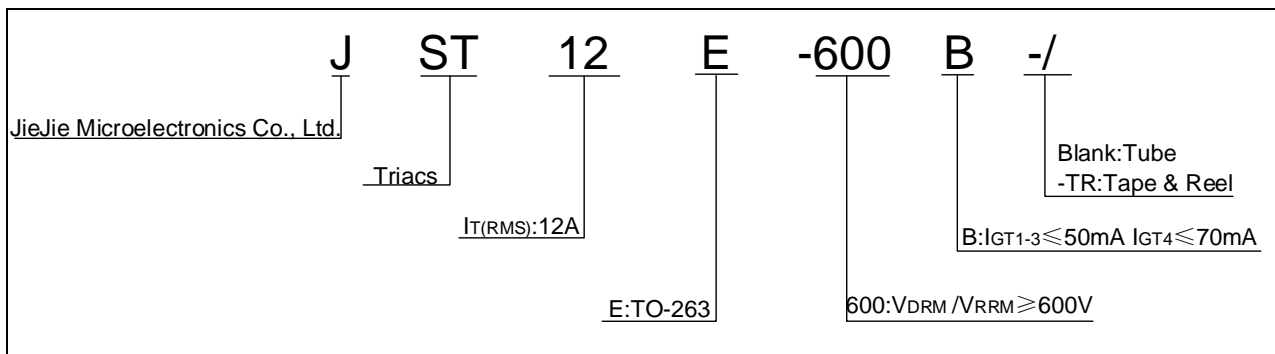 J ST 12 E -600 B -/
JieJie Microelectronics Co., Ltd.
Blank:Tube
Triacs
-TR:Tape & Reel
IT(RMS):12A
B:IGT1-3≤50mA IGT4≤70mA
E:TO-263
600:VDRM /VRRM≥600V